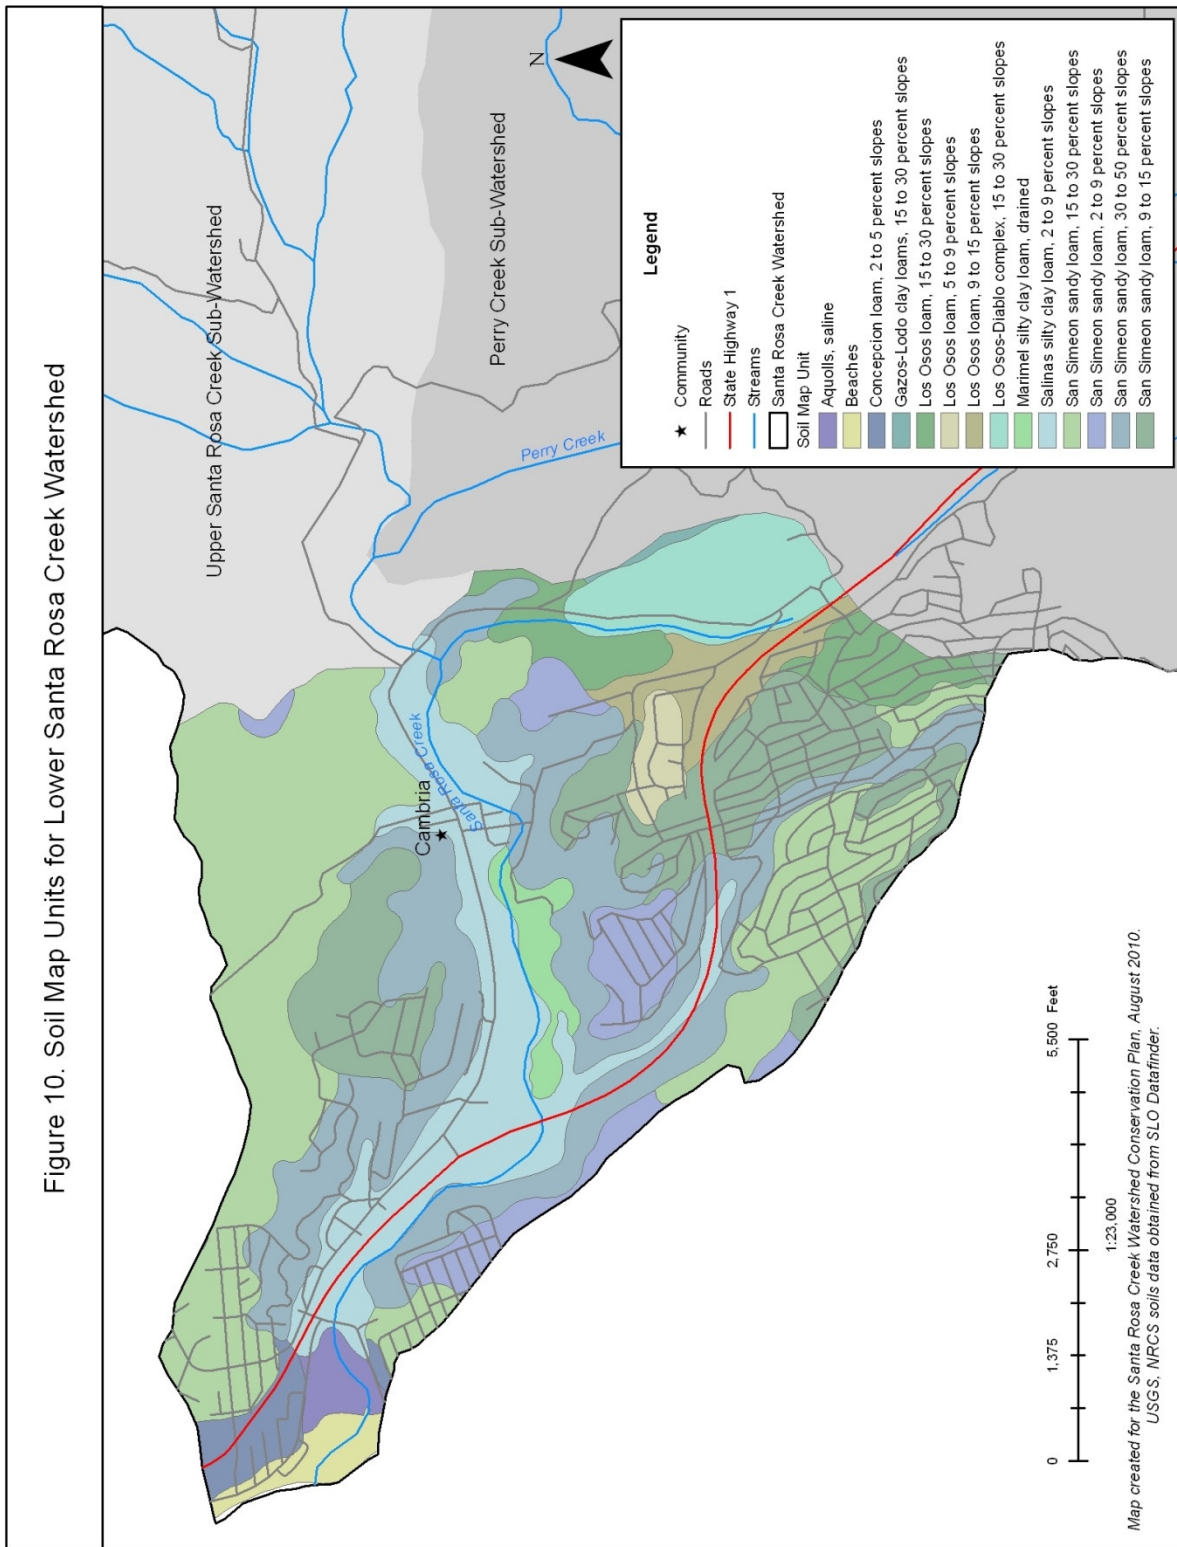 Figure 10. Soil Map Units for Lower Santa Rosa Creek Watershed
Upper Santa Rosa Creek Sub-Watershed
Perry Creek Sub-Watershed
N
Perry Creek
Santa Rosa Creek
Cambria
Legend
Community
Roads
State Highway 1
Streams
Santa Rosa Creek Watershed
Soil Map Unit
Aquolls, saline
Beaches
Concepcion loam, 2 to 5 percent slopes
Gazos-Lodo clay loams, 15 to 30 percent slopes
Los Osos loam, 15 to 30 percent slopes
Los Osos loam, 5 to 9 percent slopes
Los Osos loam, 9 to 15 percent slopes
Los Osos-Diablo complex, 15 to 30 percent slopes
Marimel silty clay loam, drained
Salinas silty clay loam, 2 to 9 percent slopes
San Simeon sandy loam, 15 to 30 percent slopes
San Simeon sandy loam, 2 to 9 percent slopes
San Simeon sandy loam, 30 to 50 percent slopes
San Simeon sandy loam, 9 to 15 percent slopes
0 1,375 2,750 5,500 Feet
1:23,000
Map created for the Santa Rosa Creek Watershed Conservation Plan, August 2010.
USGS, NRCS soils data obtained from SLO Datafinder.